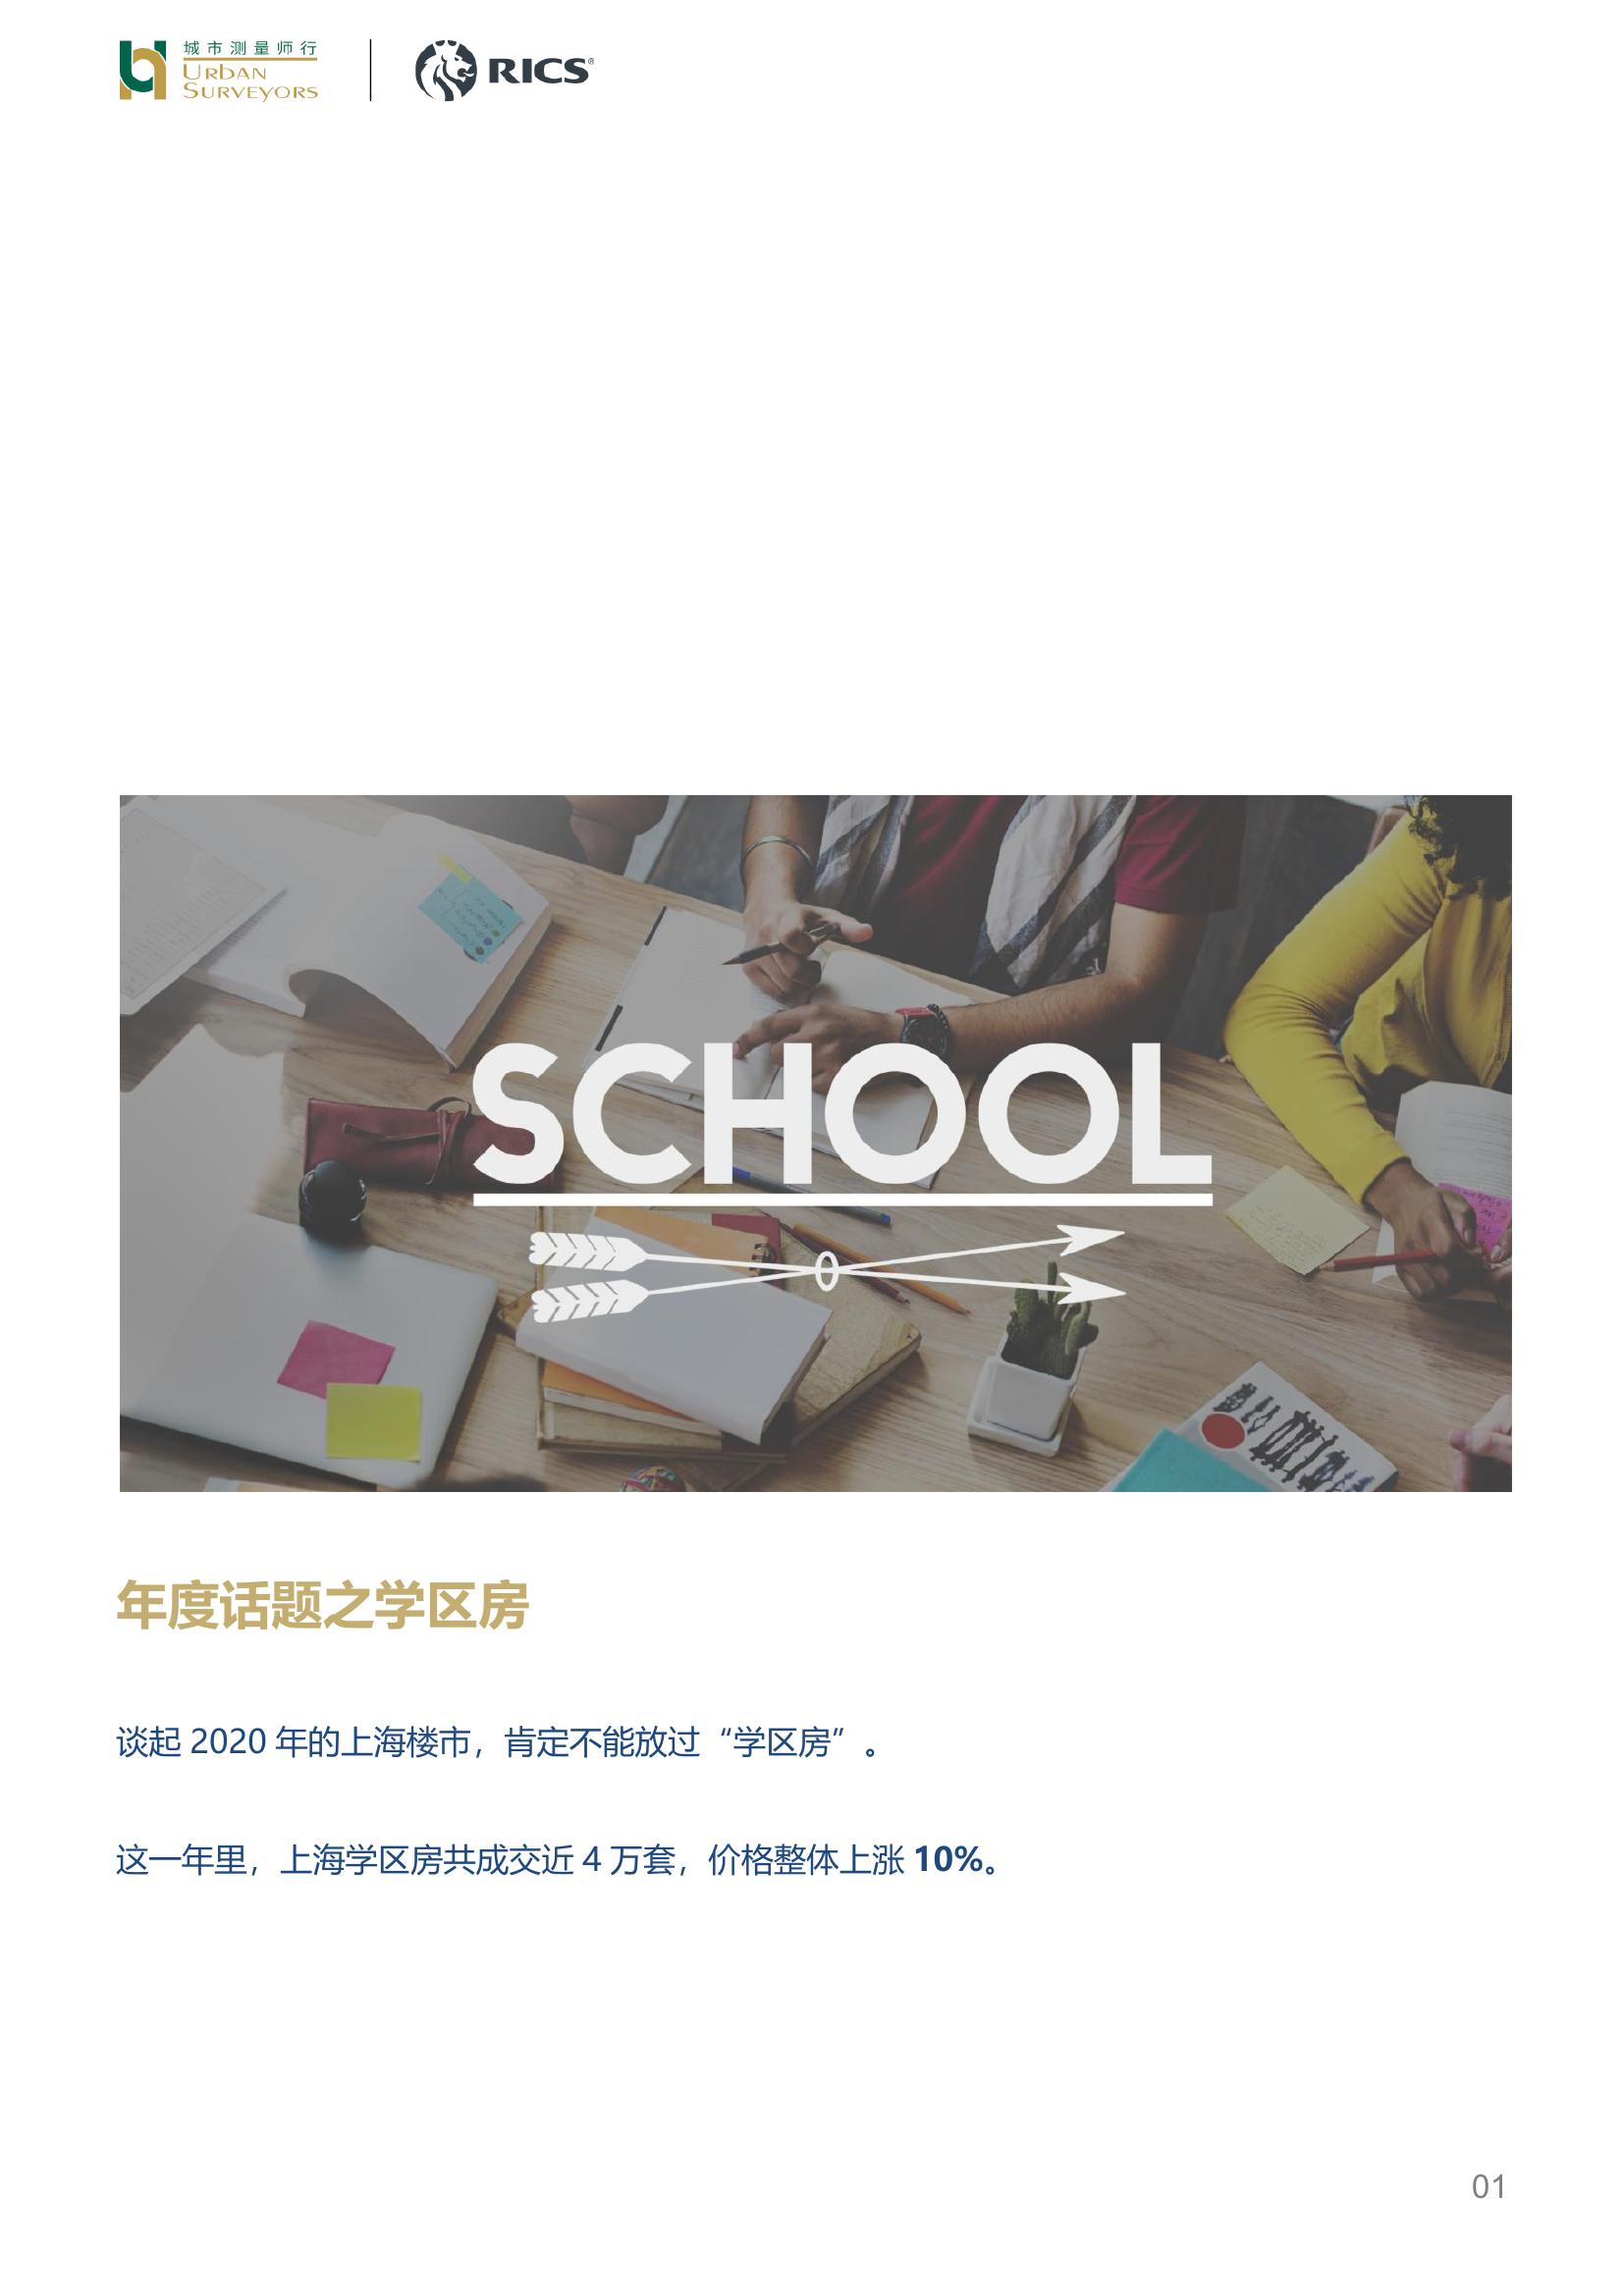 城市测量师行
URBAN
SURVEYORS
RICS®
SCHOOL
年度话题之学区房
谈起 2020 年的上海楼市，肯定不能放过“学区房”。
这一年里，上海学区房共成交近 4 万套，价格整体上涨 10%。
01